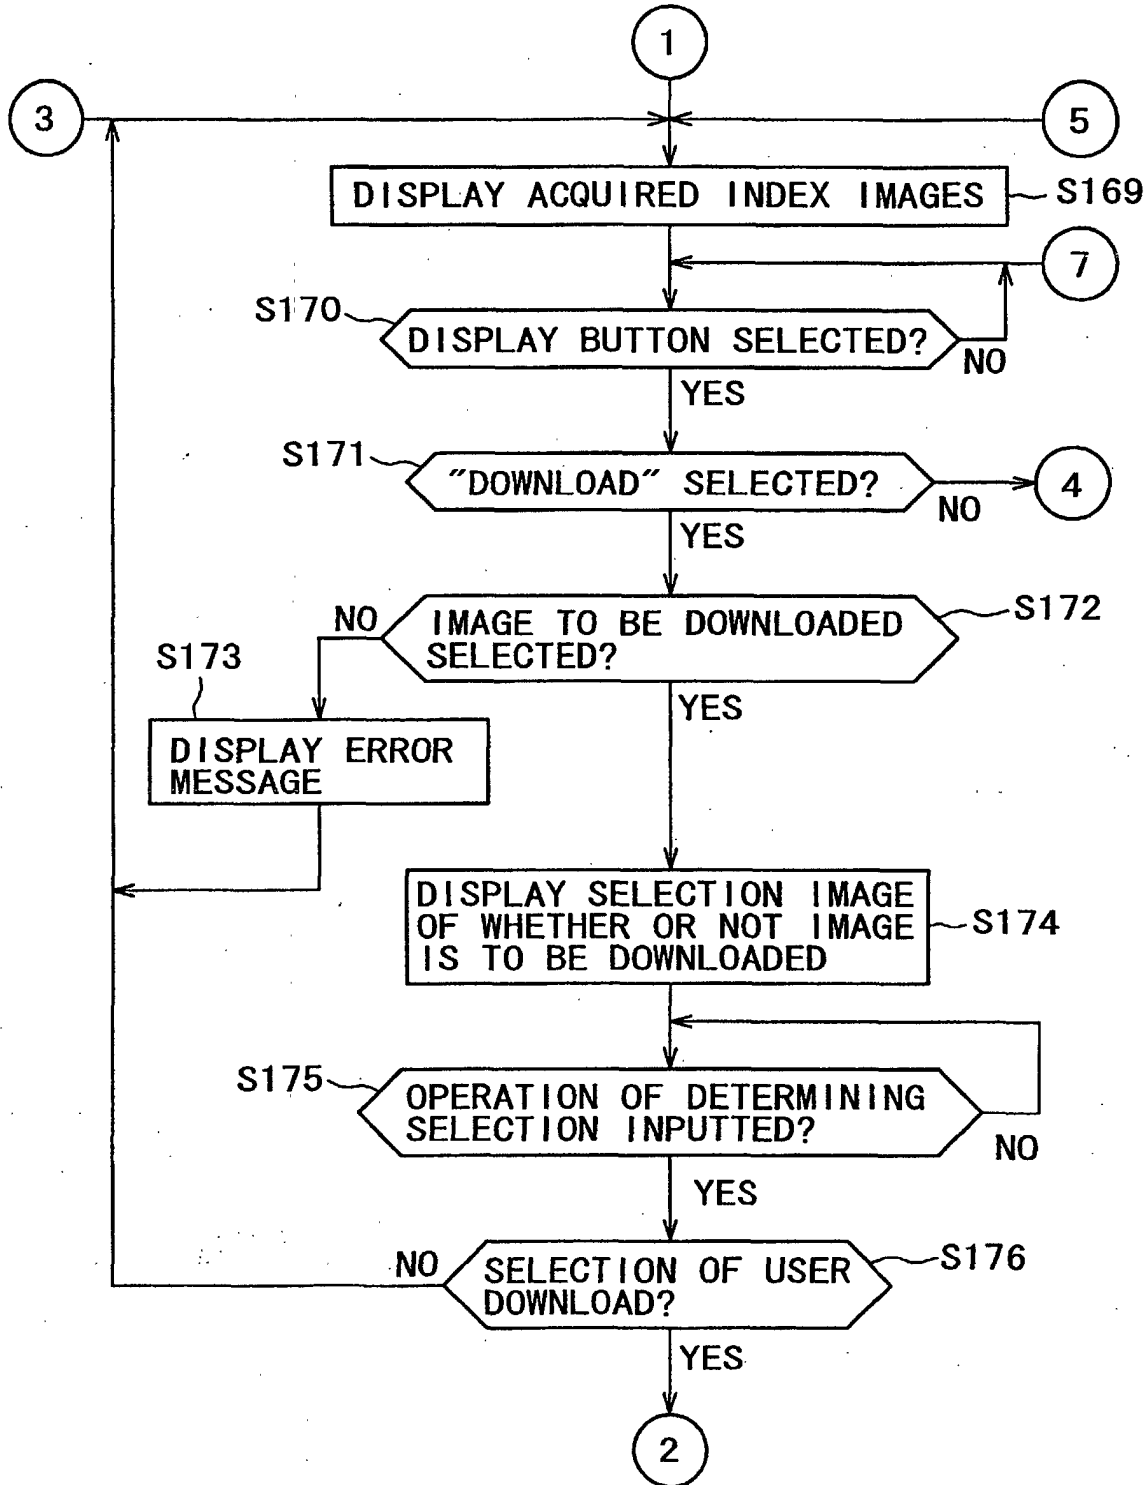 1
3
5
DISPLAY ACQUIRED INDEX IMAGES
S169
7
S170
DISPLAY BUTTON SELECTED?
NO
YES
S171
"DOWNLOAD" SELECTED?
4
NO
YES
S172
NO
IMAGE TO BE DOWNLOADED
SELECTED?
S173
YES
DISPLAY ERROR
MESSAGE
DISPLAY SELECTION IMAGE
OF WHETHER OR NOT IMAGE
IS TO BE DOWNLOADED
S174
S175
OPERATION OF DETERMINING
SELECTION INPUTTED?
NO
YES
S176
NO
SELECTION OF USER
DOWNLOAD?
YES
2